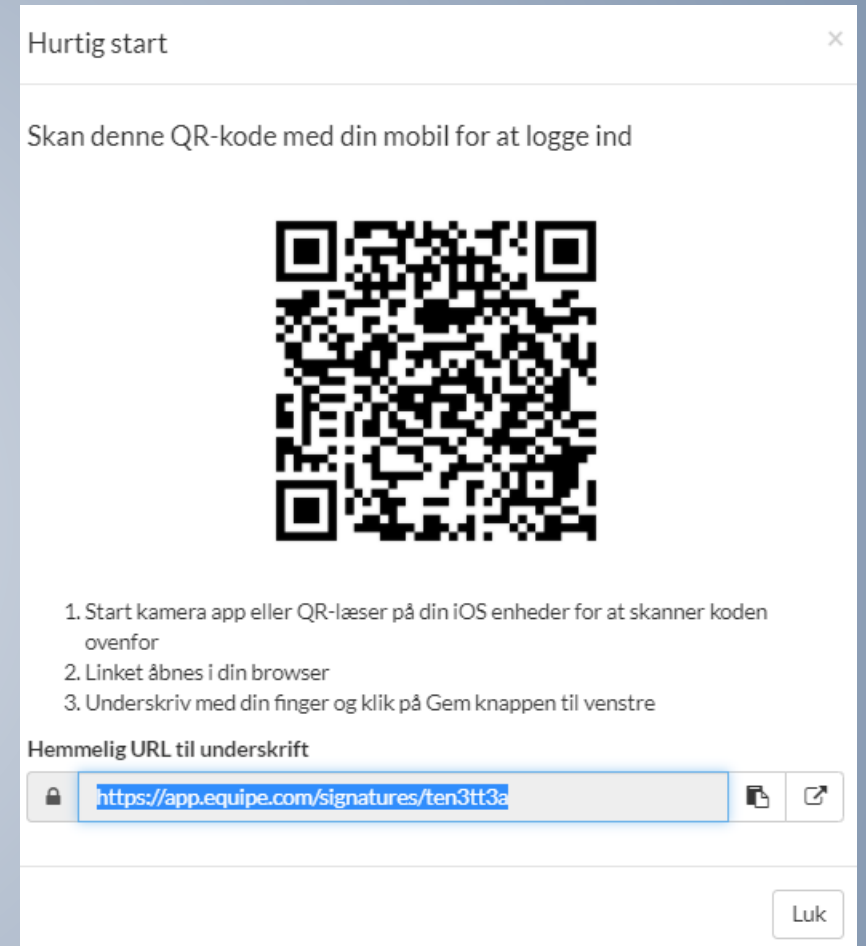 Hurtig start
Skan denne QR-kode med din mobil for at logge ind
1. Start kamera app eller QR-læser på din iOS enheder for at skanner koden
ovenfor
2. Linket åbnes i din browser
3. Underskriv med din finger og klik på Gem knappen til venstre
Hemmelig URL til underskrift
https://app.equipe.com/signatures/ten3tt3a
Luk